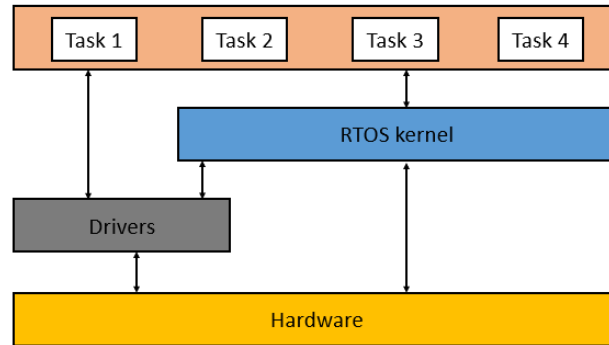 Task 1
Task 2
Task 3
Task 4
RTOS kernel
Drivers
Hardware